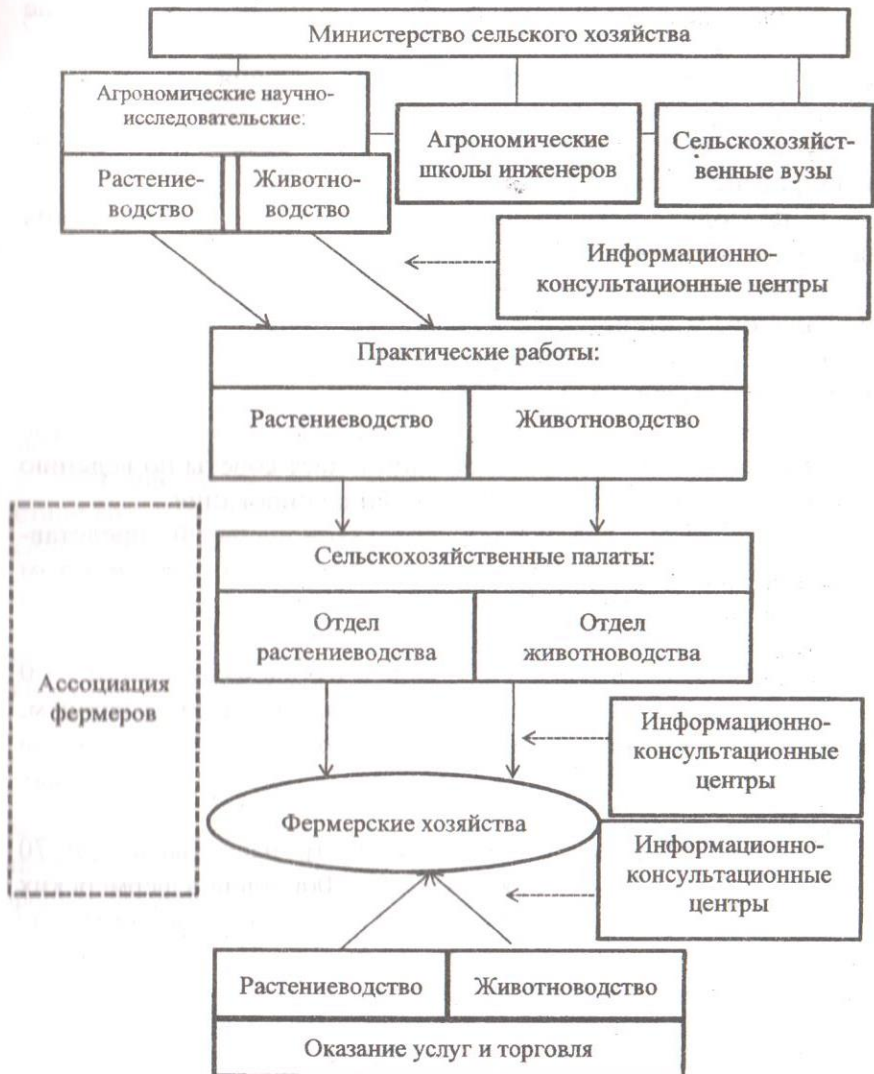 Министерство сельского хозяйства
Агрономические научно-
исследовательские:
Растение-
водство
Животно-
водство
Агрономические
школы инженеров
Сельскохозяйст-
венные вузы
Информационно-
консультационные центры
Практические работы:
Растениеводство
Животноводство
Сельскохозяйственные палаты:
Отдел
растениеводства
Отдел
животноводства
Ассоциация
фермеров
Информационно-
консультационные
центры
Фермерские хозяйства
Информационно-
консультационные
центры
Растениеводство
Животноводство
Оказание услуг и торговля